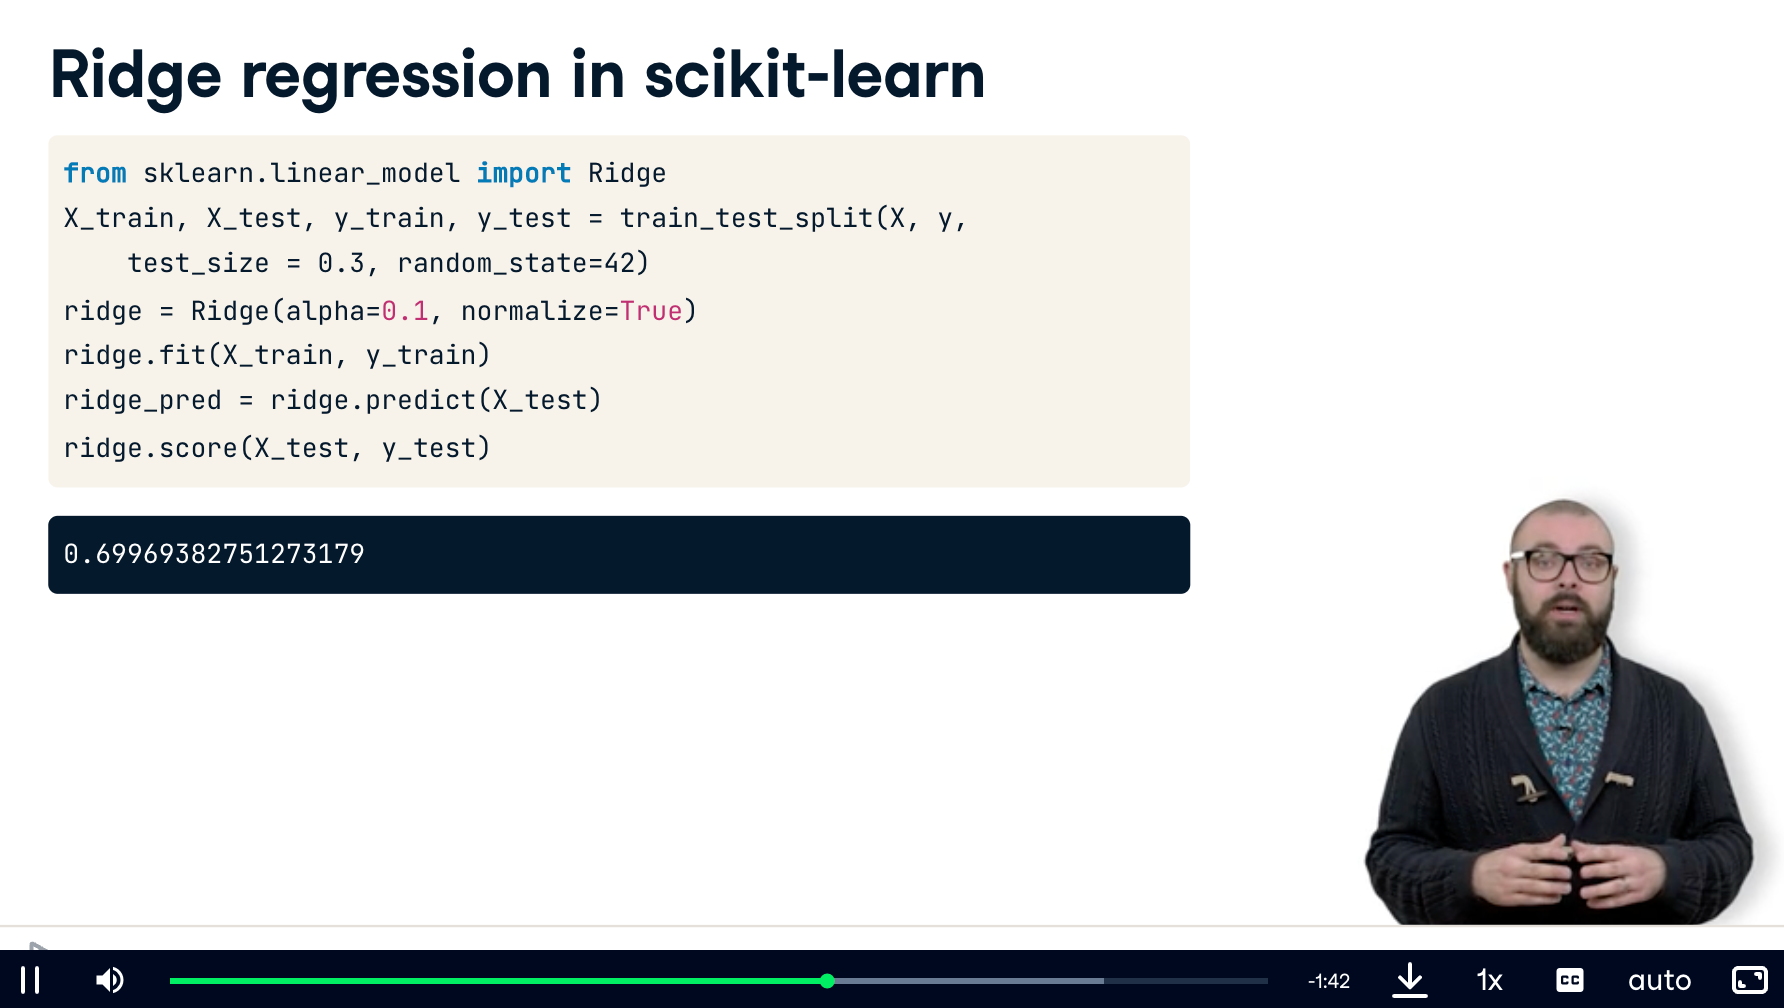 Ridge regression in scikit-learn
from sklearn.linear_model import Ridge
X_train, X_test, y_train, y_test = train_test_split(X, y,
    test_size = 0.3, random_state=42)
ridge = Ridge(alpha=0.1, normalize=True)
ridge.fit(X_train, y_train)
ridge_pred = ridge.predict(X_test)
ridge.score(X_test, y_test)
0.69969382751273179
-1:42 1x CC auto